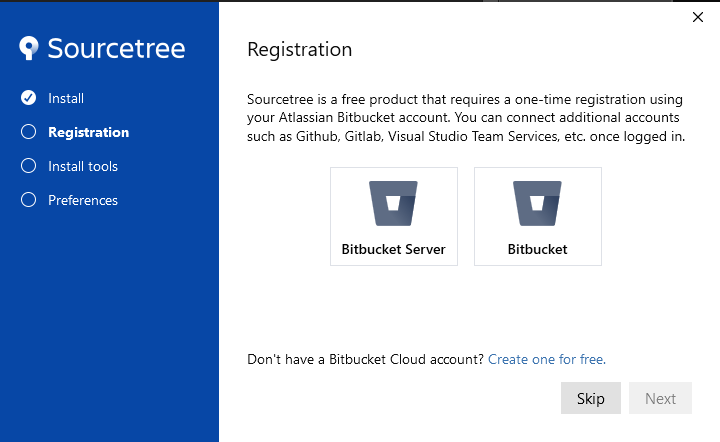 Sourcetree
Install
Registration
Install tools
Preferences
Registration
Sourcetree is a free product that requires a one-time registration using
your Atlassian Bitbucket account. You can connect additional accounts
such as Github, Gitlab, Visual Studio Team Services, etc. once logged in.
Bitbucket Server
Bitbucket
Don't have a Bitbucket Cloud account? Create one for free.
Skip
Next